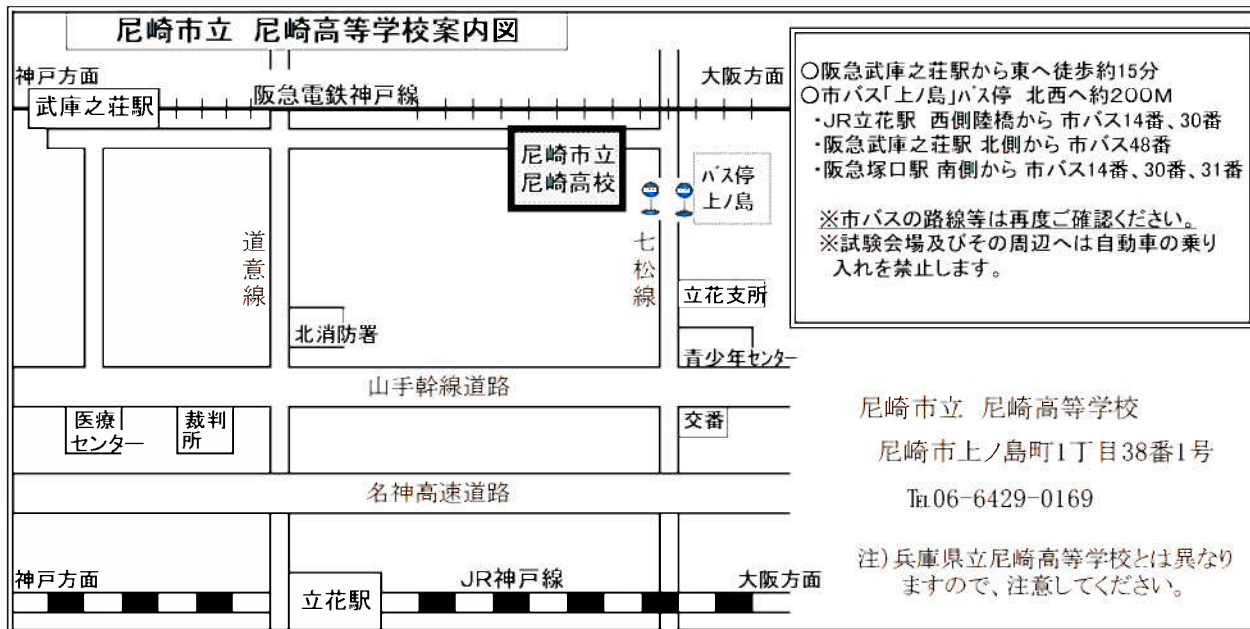 尼崎市立 尼崎高等学校案内図
神戸方面
大阪方面
阪急電鉄神戸線
武庫之荘駅
尼崎市立
尼崎高校
バス停
上ノ島
道意線
七松線
立花支所
北消防署
青少年センター
山手幹線道路
医療
センター
裁判
所
交番
名神高速道路
神戸方面
JR神戸線
大阪方面
立花駅
○阪急武庫之荘駅から東へ徒歩約15分
○市バス「上ノ島」バス停 北西へ約200M
・JR立花駅 西側陸橋から 市バス14番、30番
・阪急武庫之荘駅 北側から 市バス48番
・阪急塚口駅 南側から 市バス14番、30番、31番
※市バスの路線等は再度ご確認ください。
※試験会場及びその周辺へは自動車の乗り
入れを禁止します。
尼崎市立 尼崎高等学校
尼崎市上ノ島町1丁目38番1号
℡06-6429-0169
注)兵庫県立尼崎高等学校とは異なり
ますので、注意してください。